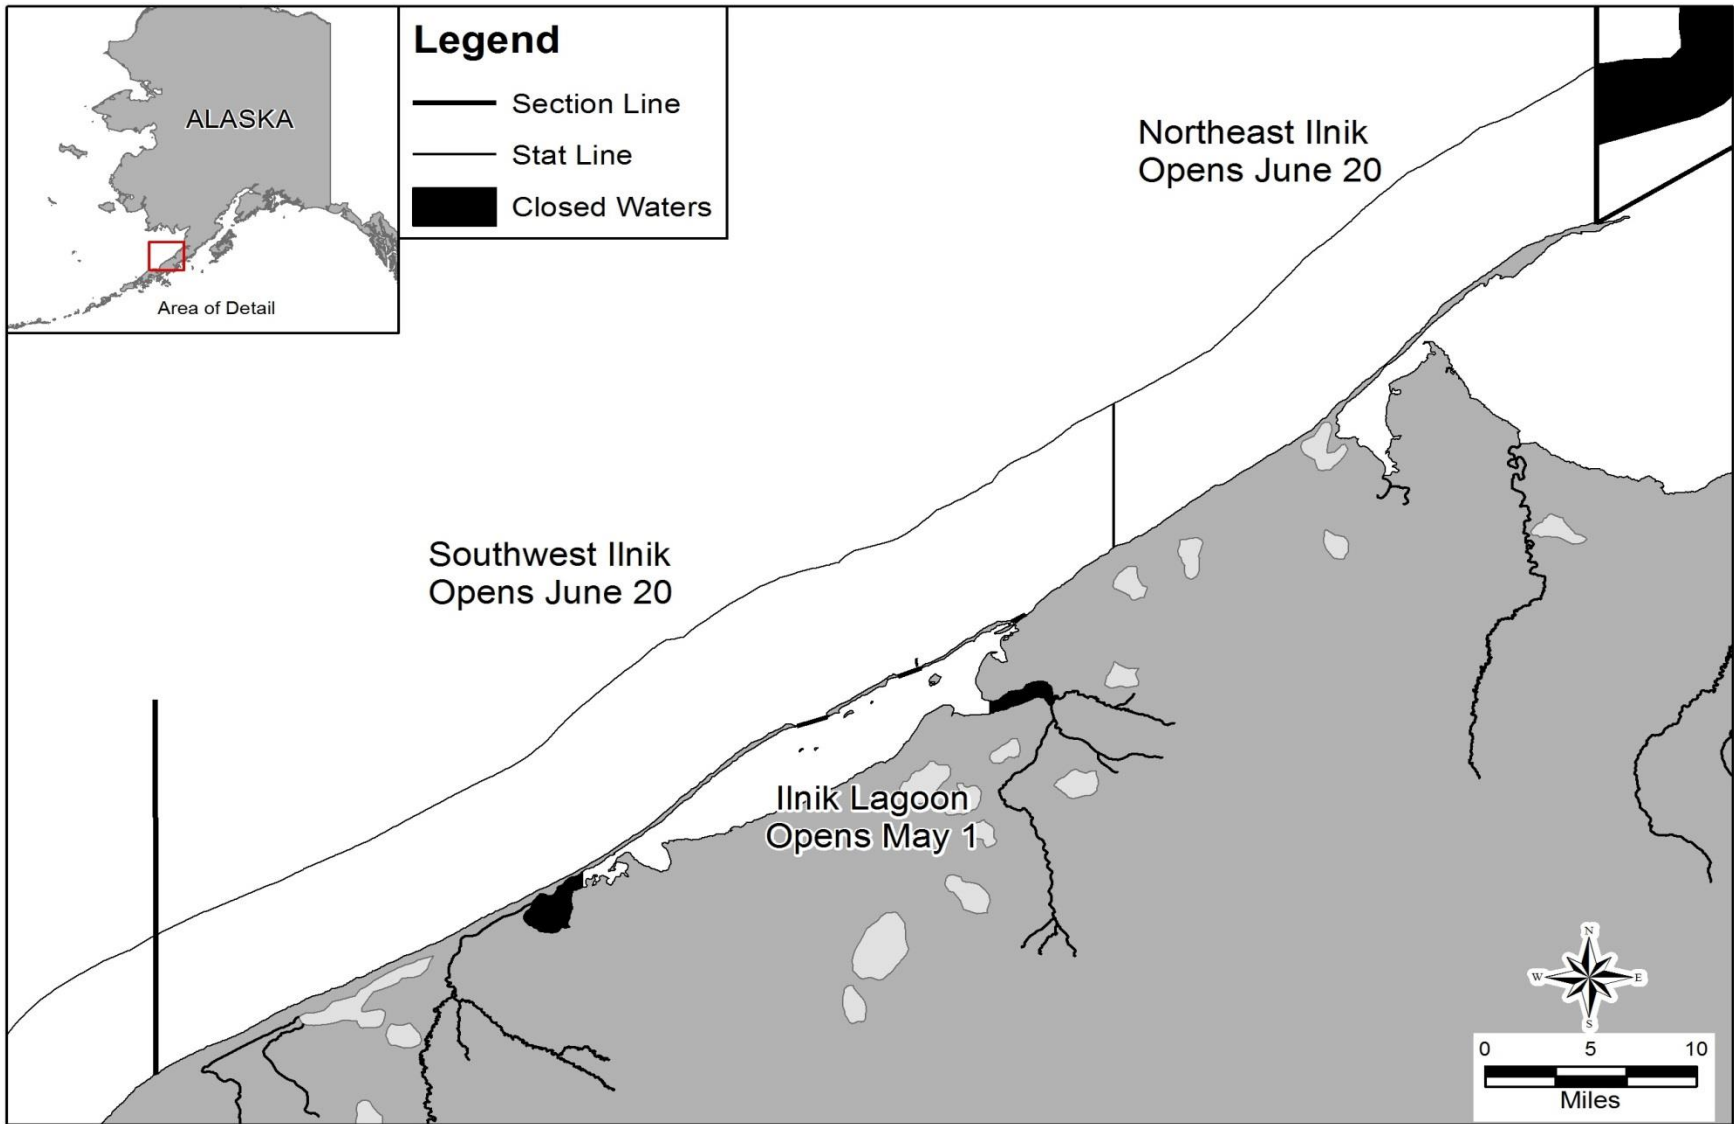 ALASKA
Area of Detail
Legend
Section Line
Stat Line
Closed Waters
Northeast Ilnik
Opens June 20
Southwest Ilnik
Opens June 20
Ilnik Lagoon
Opens May 1
N
W E
S
0 5 10
Miles